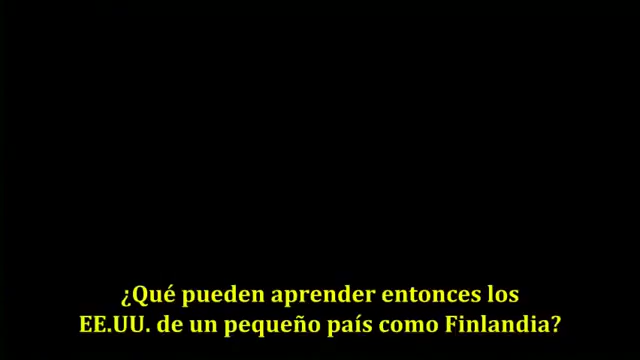 ¿Qué pueden aprender entonces los
EE.UU. de un pequeño país como Finlandia?